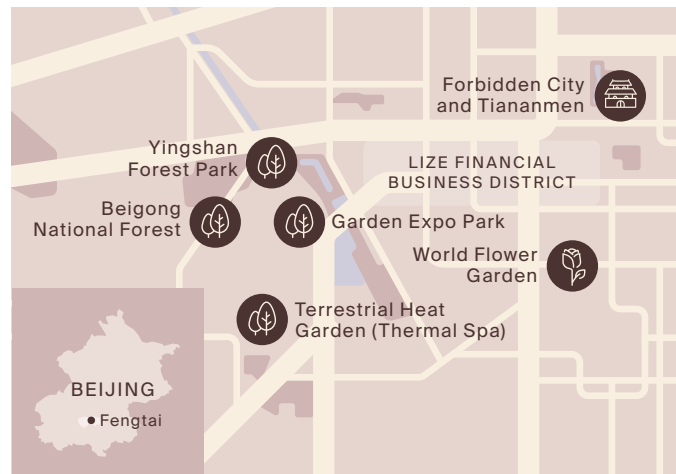 Forbidden City
and Tiananmen
Yingshan
Forest Park
LIZE FINANCIAL
BUSINESS DISTRICT
Beigong
National Forest
Garden Expo Park
World Flower
Garden
Terrestrial Heat
Garden (Thermal Spa)
BEIJING
Fengtai